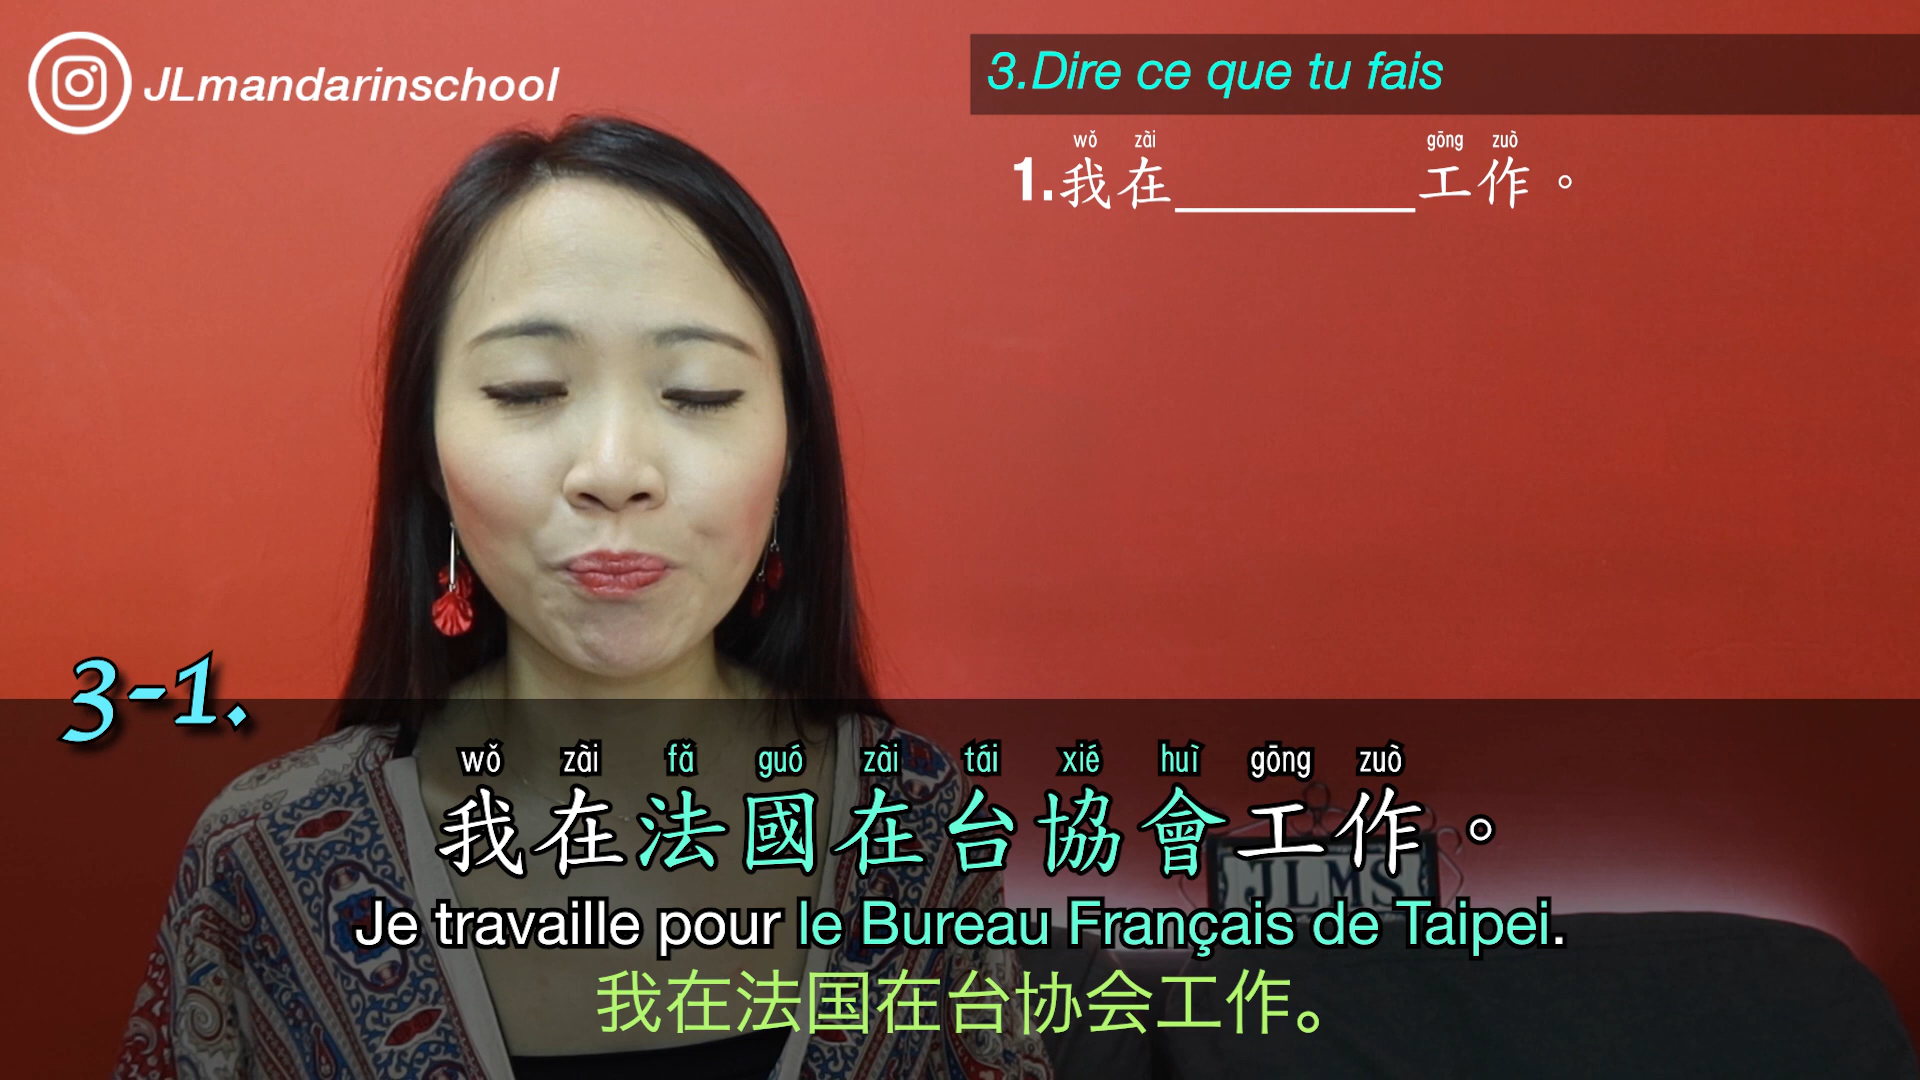 JLmandarinschool
3.Dire ce que tu fais
wǒ zài gōng zuò
1.我在________工作。
3-1.
wǒ zài fǎ guó zài tái xié huì gōng zuò
我在法國在台協會工作。
JLMS
Je travaille pour le Bureau Français de Taipei.
我在法国在台协会工作。